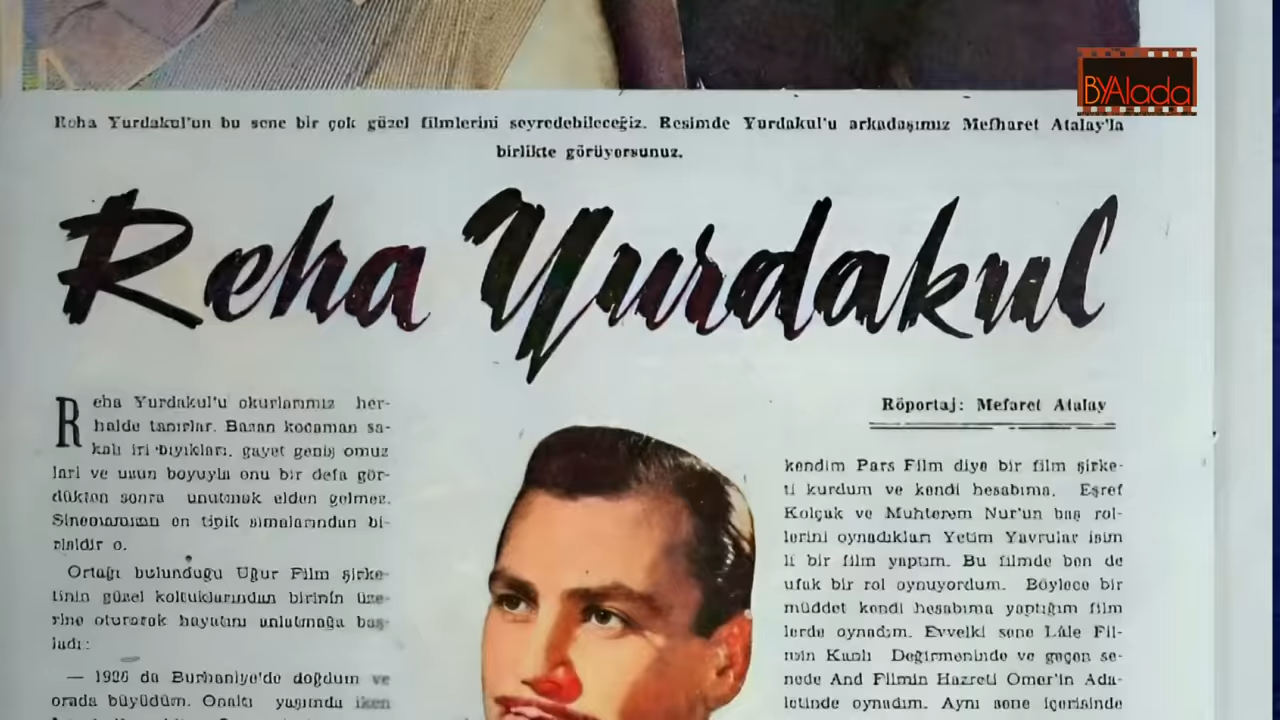 BYAlada
Reha Yurdakul'un bu sene bir çok güzel filmlerini seyredebileceğiz. Resimde Yurdakul'u arkadaşımız Mefharet Atalay'la
birlikte görüyorsunuz.
Reha Yurdakul
Reha Yurdakul'u okurlarımız her-
halde tanırlar. Bazan kocaman sa-
kalı iri bıyıkları, gayet geniş omuz
ları ve uzun boyuyla onu bir defa gör-
dükten sonra unutmak elden gelmez.
Sinemamızın en tipik simalarından bi-
risidir o.
Ortağı bulunduğu Uğur Film şirke-
tinin güzel koltuklarından birinin üze-
rine oturarak hayatını anlatmağa baş-
ladı:
— 1926 da Burhaniye'de doğdum ve
orada büyüdüm. Onaltı yaşımda iken
Röportaj: Mefaret Atalay
kendim Pars Film diye bir film şirke-
ti kurdum ve kendi hesabıma, Eşref
Kolçak ve Muhterem Nur'un baş rol-
lerini oynadıkları Yetim Yavrular isim
li bir film yaptım. Bu filmde ben de
ufak bir rol oynuyordum. Böylece bir
müddet kendi hesabıma yaptığım film
lerde oynadım. Evvelki sene Lâle Fil-
min Kanlı Değirmeninde ve geçen se-
nede And Filmin Hazreti Ömer'in Ada-
letinde oynadım. Aynı sene içerisinde